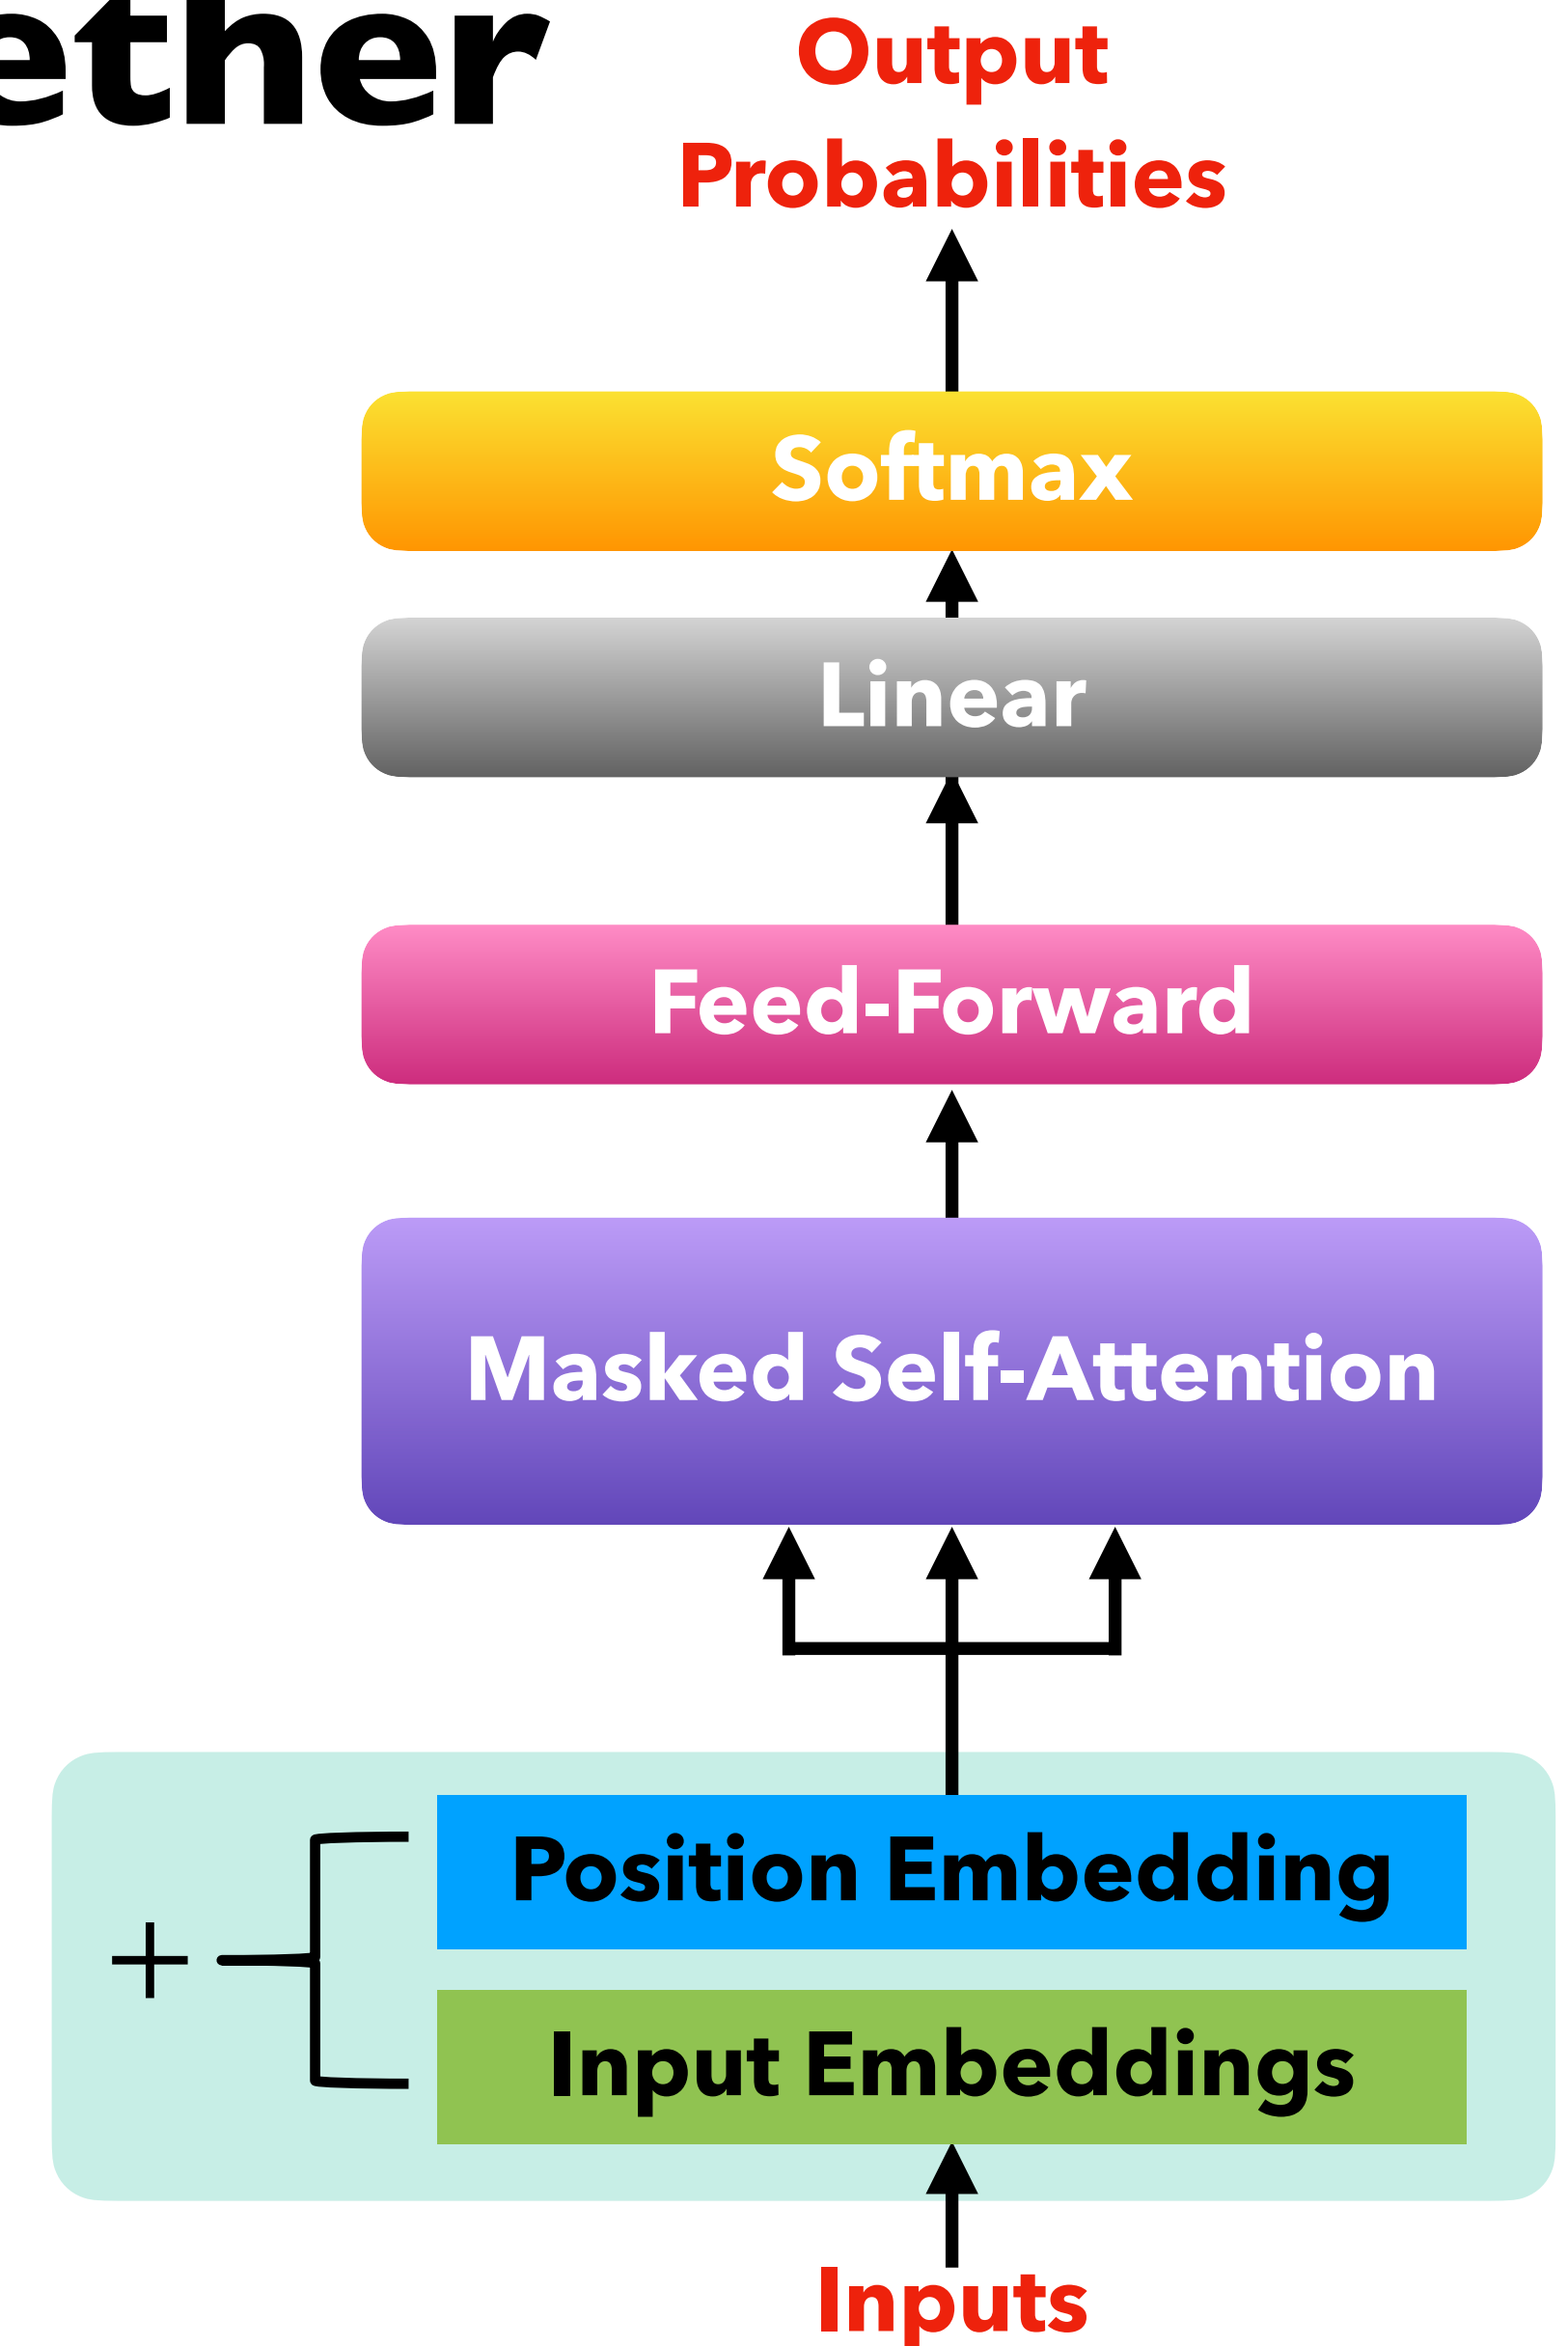 ether
Output
Probabilities
Softmax
Linear
Feed-Forward
Masked Self-Attention
Position Embedding
+
Input Embeddings
Inputs